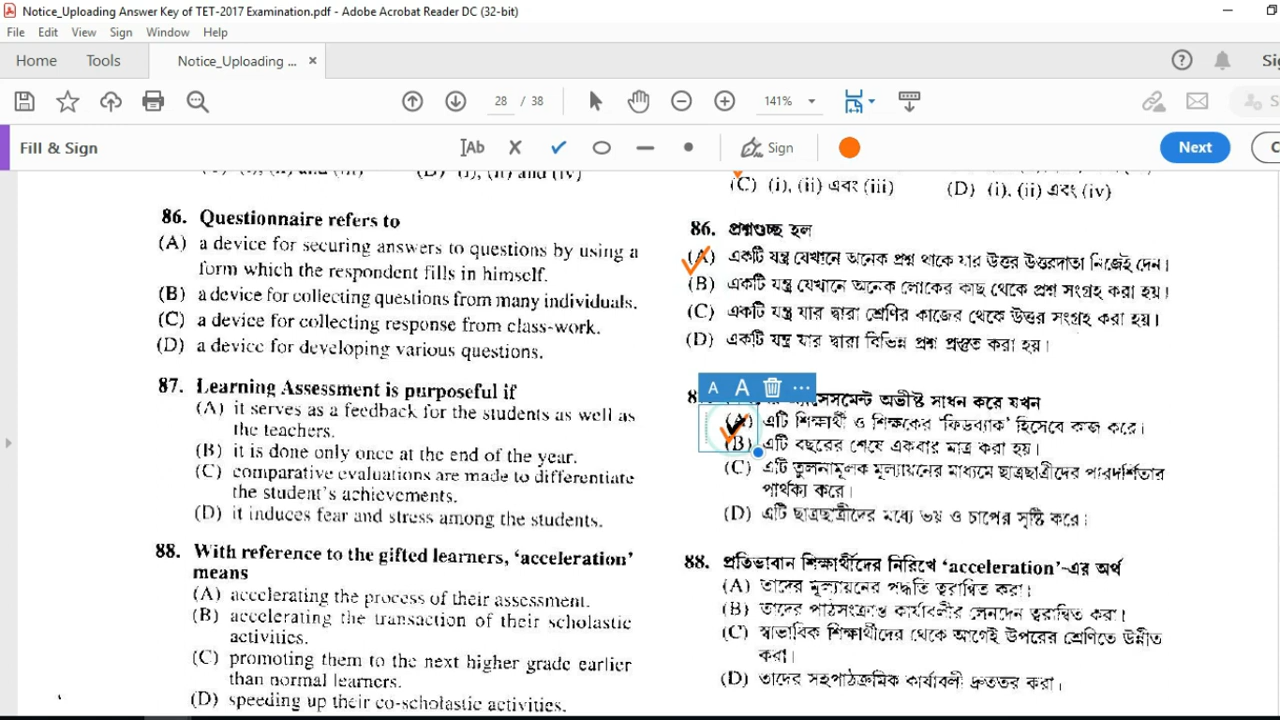 Notice_Uploading Answer Key of TET-2017 Examination.pdf - Adobe Acrobat Reader DC (32-bit)
File Edit View Sign Window Help
Home Tools Notice_Uploading ... ×
28 / 38 141%
Fill & Sign Ab Sign Next
and (iii) (i), (ii) and (iv)
(C) (i), (ii) এবং (iii) (D) (i), (ii) এবং (iv)
86. Questionnaire refers to
(A) a device for securing answers to questions by using a
form which the respondent fills in himself.
(B) a device for collecting questions from many individuals.
(C) a device for collecting response from class-work.
(D) a device for developing various questions.
87. Learning Assessment is purposeful if
(A) it serves as a feedback for the students as well as
the teachers.
(B) it is done only once at the end of the year.
(C) comparative evaluations are made to differentiate
the student's achievements.
(D) it induces fear and stress among the students.
88. With reference to the gifted learners, 'acceleration'
means
(A) accelerating the process of their assessment.
(B) accelerating the transaction of their scholastic
activities.
(C) promoting them to the next higher grade earlier
than normal learners.
(D) speeding up their co-scholastic activities.
86. প্রশ্নগুচ্ছ হল
(A) একটি যন্ত্র যেখানে অনেক প্রশ্ন থাকে যার উত্তর উত্তরদাতা নিজেই দেন।
(B) একটি যন্ত্র যেখানে অনেক লোকের কাছ থেকে প্রশ্ন সংগ্রহ করা হয়।
(C) একটি যন্ত্র যার দ্বারা শ্রেণির কাজের থেকে উত্তর সংগ্রহ করা হয়।
(D) একটি যন্ত্র যার দ্বারা বিভিন্ন প্রশ্ন প্রস্তুত করা হয়।
A A ...
অভীষ্ট সাধন করে যখন
(A) এটি শিক্ষার্থী ও শিক্ষকের 'ফিডব্যাক' হিসেবে কাজ করে।
(B) এটি বছরের শেষে একবার মাত্র করা হয়।
(C) এটি তুলনামূলক মূল্যায়নের মাধ্যমে ছাত্রছাত্রীদের পারদর্শিতার
পার্থক্য করে।
(D) এটি ছাত্রছাত্রীদের মধ্যে ভয় ও চাপের সৃষ্টি করে।
88. প্রতিভাবান শিক্ষার্থীদের নিরিখে 'acceleration'-এর অর্থ
(A) তাদের মূল্যায়নের পদ্ধতি ত্বরান্বিত করা।
(B) তাদের পাঠসংক্রান্ত কার্যাবলীর লেনদেন ত্বরান্বিত করা।
(C) স্বাভাবিক শিক্ষার্থীদের থেকে আগেই উপরের শ্রেণিতে উন্নীত
করা।
(D) তাদের সহপাঠক্রমিক কার্যাবলী দ্রুততর করা।